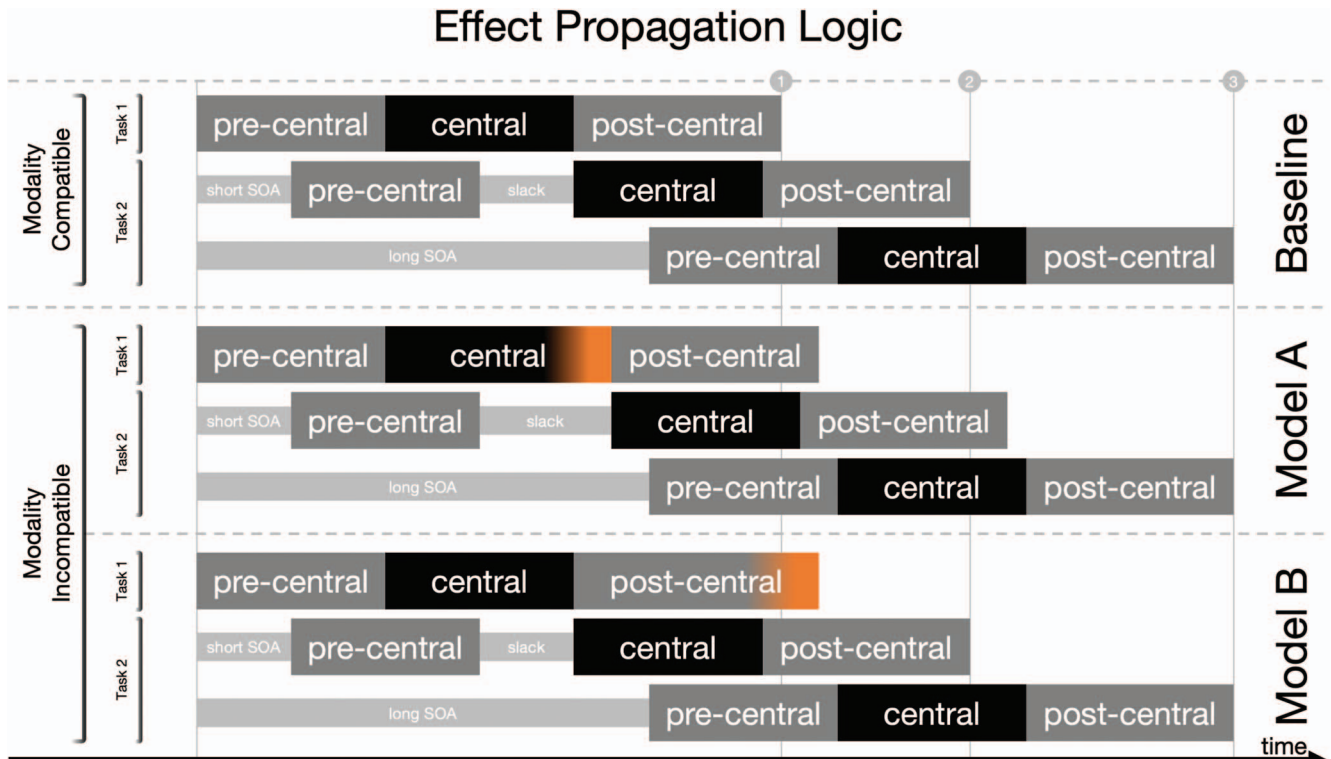 Effect Propagation Logic
1 2 3
Modality
Compatible
Task 1
pre-central central post-central
Task 2
short SOA pre-central slack central post-central
long SOA pre-central central post-central
Baseline
Modality
Incompatible
Task 1
pre-central central post-central
Task 2
short SOA pre-central slack central post-central
long SOA pre-central central post-central
Model A
Task 1
pre-central central post-central
Task 2
short SOA pre-central slack central post-central
long SOA pre-central central post-central
Model B
time